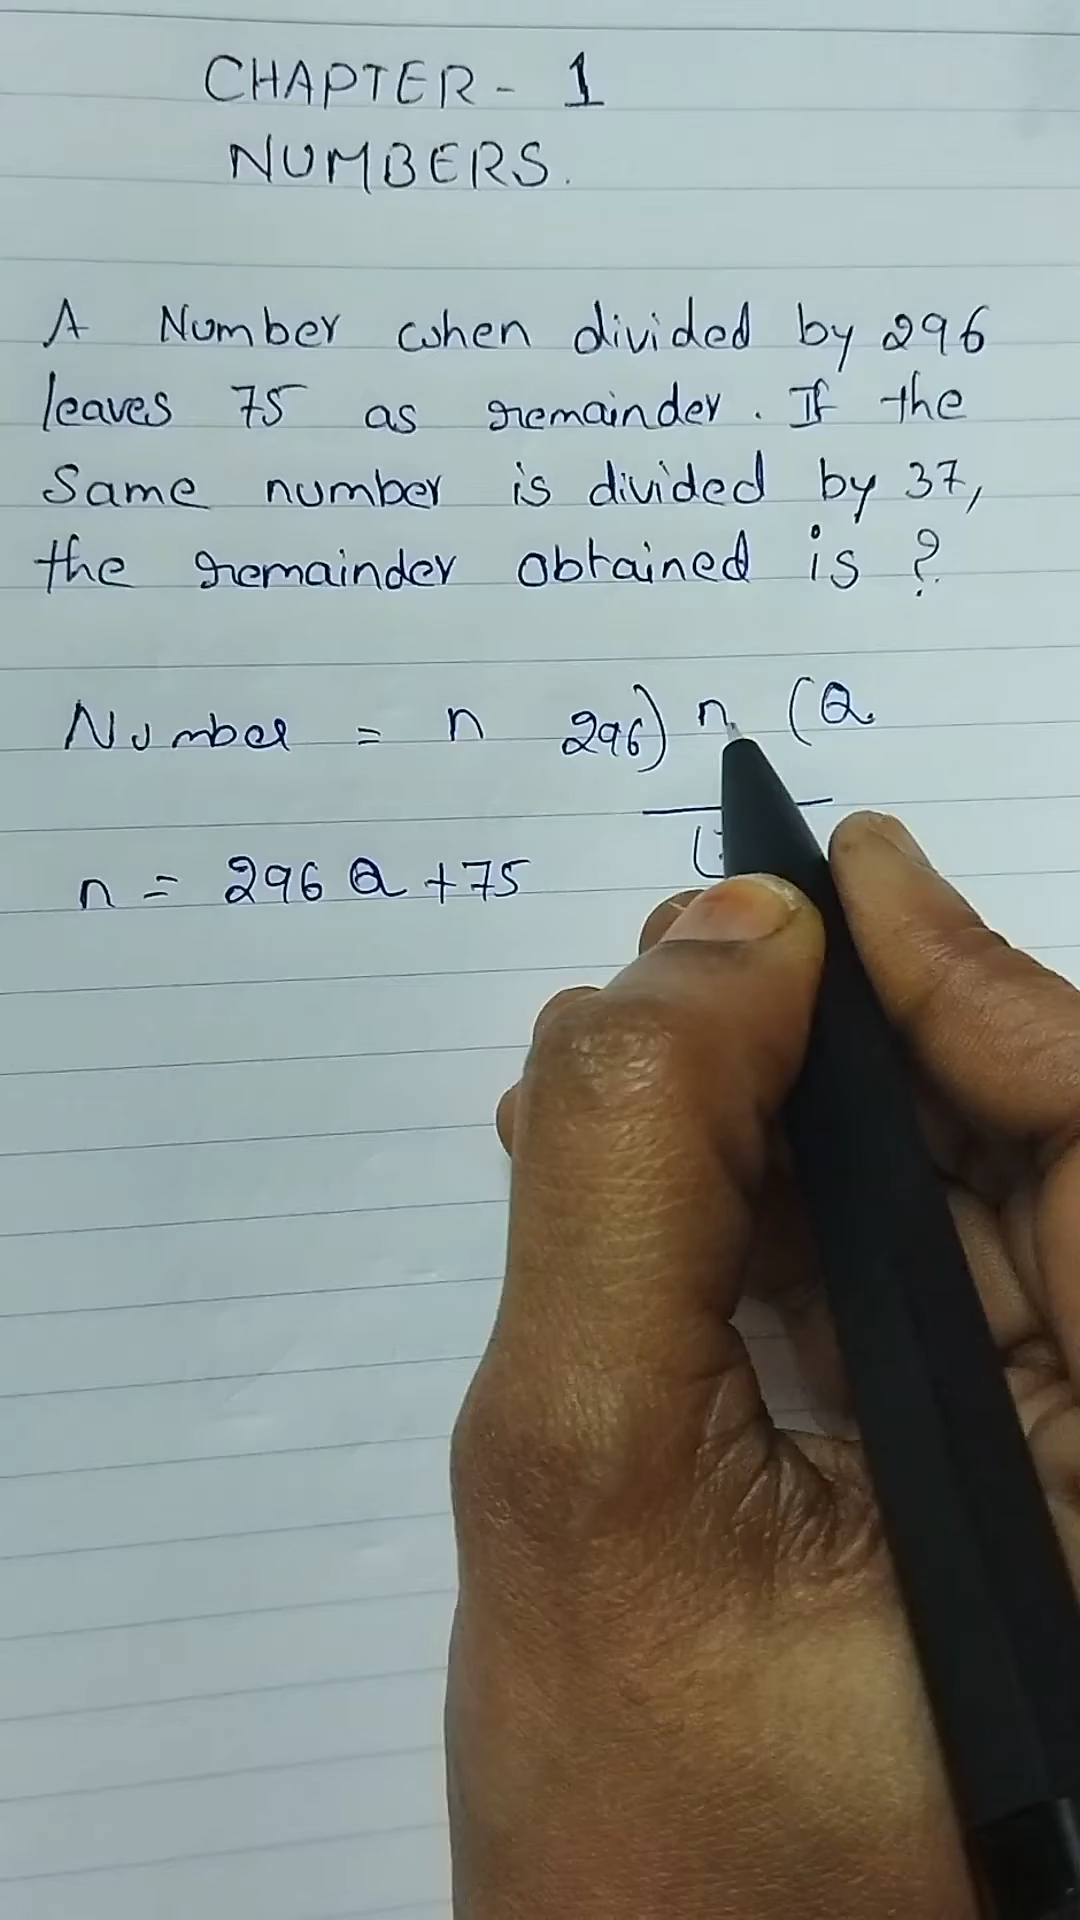 CHAPTER - 1
NUMBERS.
A Number when divided by 296
leaves 75 as remainder. If the
Same number is divided by 37,
the remainder obtained is ?
Number = n 296) n (Q
n = 296 Q +75